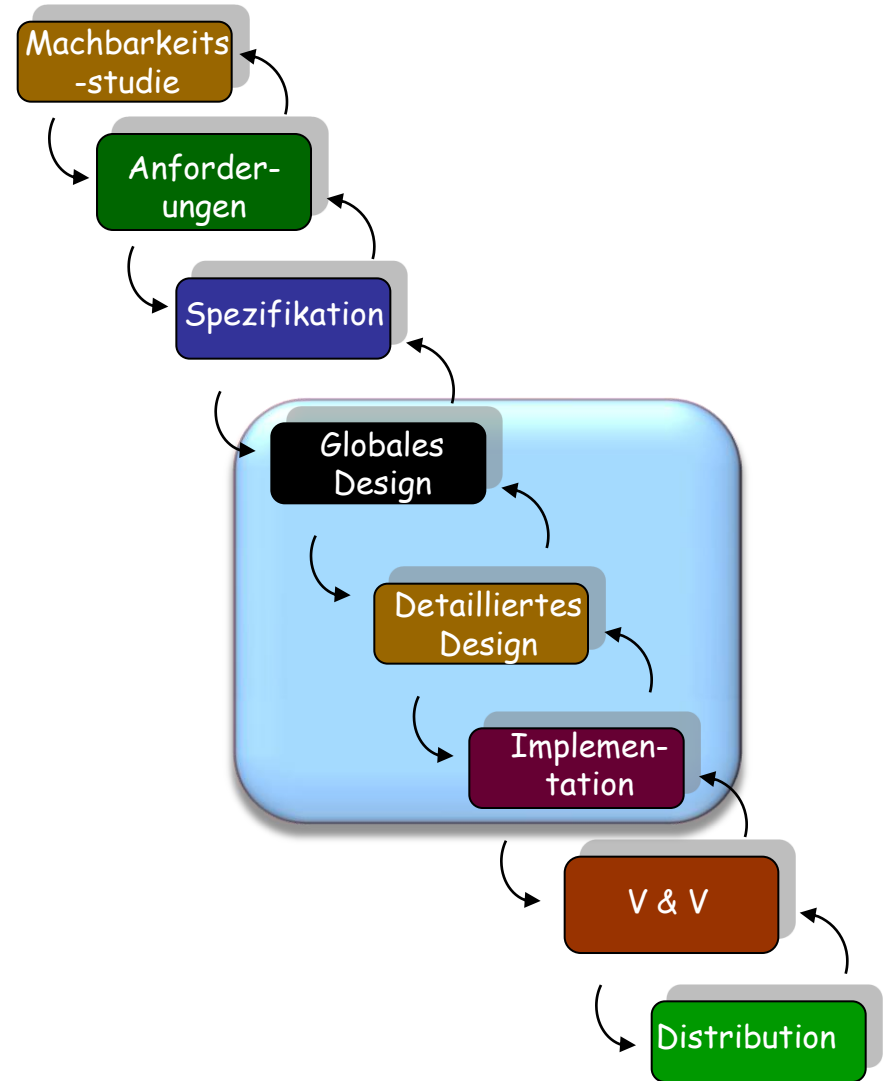 Machbarkeits
-studie
Anforder-
ungen
Spezifikation
Globales
Design
Detailliertes
Design
Implemen-
tation
V & V
Distribution